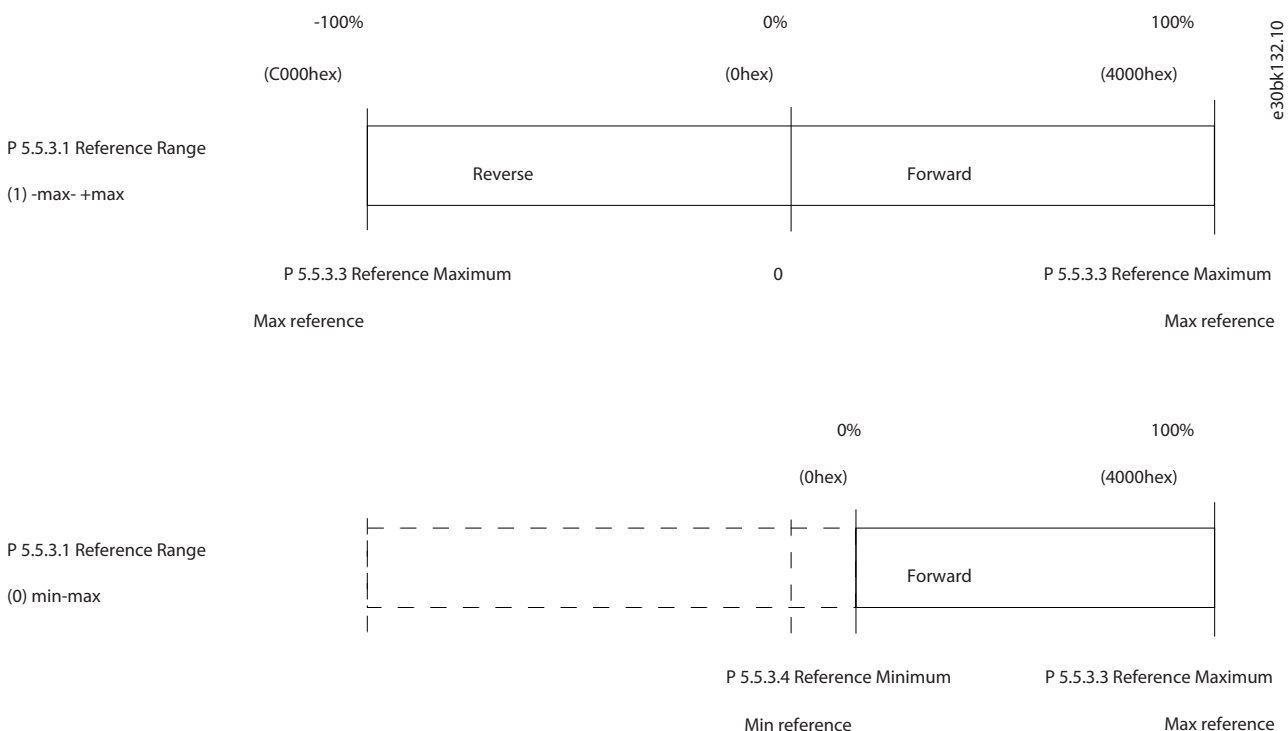 -100% 0% 100%
(C000hex) (0hex) (4000hex)
e30bk132.10
P 5.5.3.1 Reference Range
(1) -max- +max
Reverse Forward
P 5.5.3.3 Reference Maximum 0 P 5.5.3.3 Reference Maximum
Max reference Max reference
0% 100%
(0hex) (4000hex)
P 5.5.3.1 Reference Range
(0) min-max
Forward
P 5.5.3.4 Reference Minimum P 5.5.3.3 Reference Maximum
Min reference Max reference